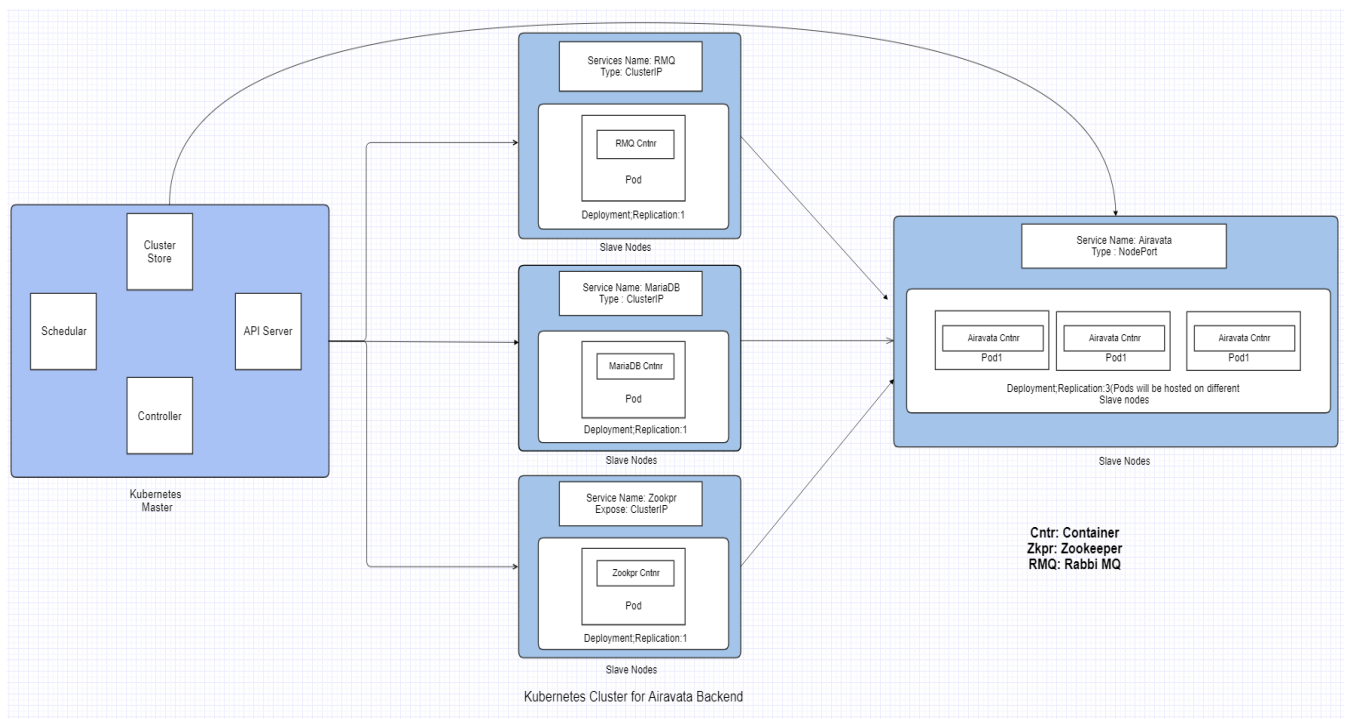 Cluster
Store
Schedular
API Server
Controller
Kubernetes
Master
Services Name: RMQ
Type: ClusterIP
RMQ Cntnr
Pod
Deployment;Replication:1
Slave Nodes
Service Name: MariaDB
Type : ClusterIP
MariaDB Cntnr
Pod
Deployment;Replication:1
Slave Nodes
Service Name: Zookpr
Expose: ClusterIP
Zookpr Cntnr
Pod
Deployment;Replication:1
Slave Nodes
Service Name: Airavata
Type : NodePort
Airavata Cntnr
Pod1
Airavata Cntnr
Pod1
Airavata Cntnr
Pod1
Deployment;Replication:3(Pods will be hosted on different
Slave nodes
Slave Nodes
Cntr: Container
Zkpr: Zookeeper
RMQ: Rabbi MQ
Kubernetes Cluster for Airavata Backend